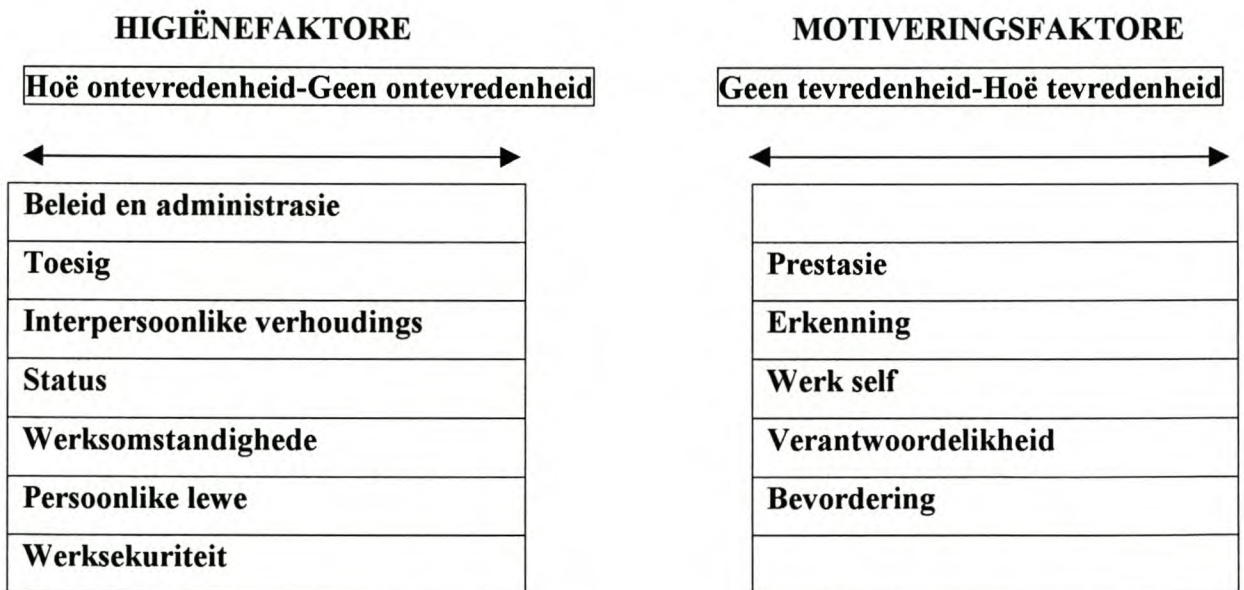 HIGIËNEFAKTORE
Hoë ontevredenheid-Geen ontevredenheid
Beleid en administrasie
Toesig
Interpersoonlike verhoudings
Status
Werksomstandighede
Persoonlike lewe
Werksekuriteit
MOTIVERINGSFAKTORE
Geen tevredenheid-Hoë tevredenheid
Prestasie
Erkenning
Werk self
Verantwoordelikheid
Bevordering